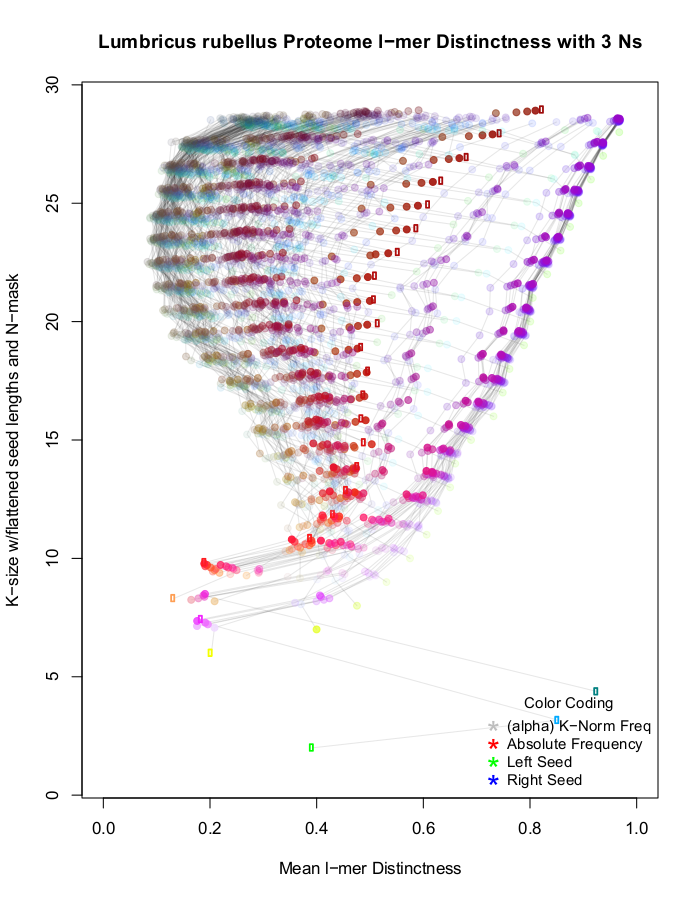 Lumbricus rubellus Proteome l−mer Distinctness with 3 Ns
K−size w/flattened seed lengths and N−mask
30
25
20
15
10
5
0
Color Coding
(alpha) K−Norm Freq
Absolute Frequency
Left Seed
Right Seed
0.0 0.2 0.4 0.6 0.8 1.0
Mean l−mer Distinctness